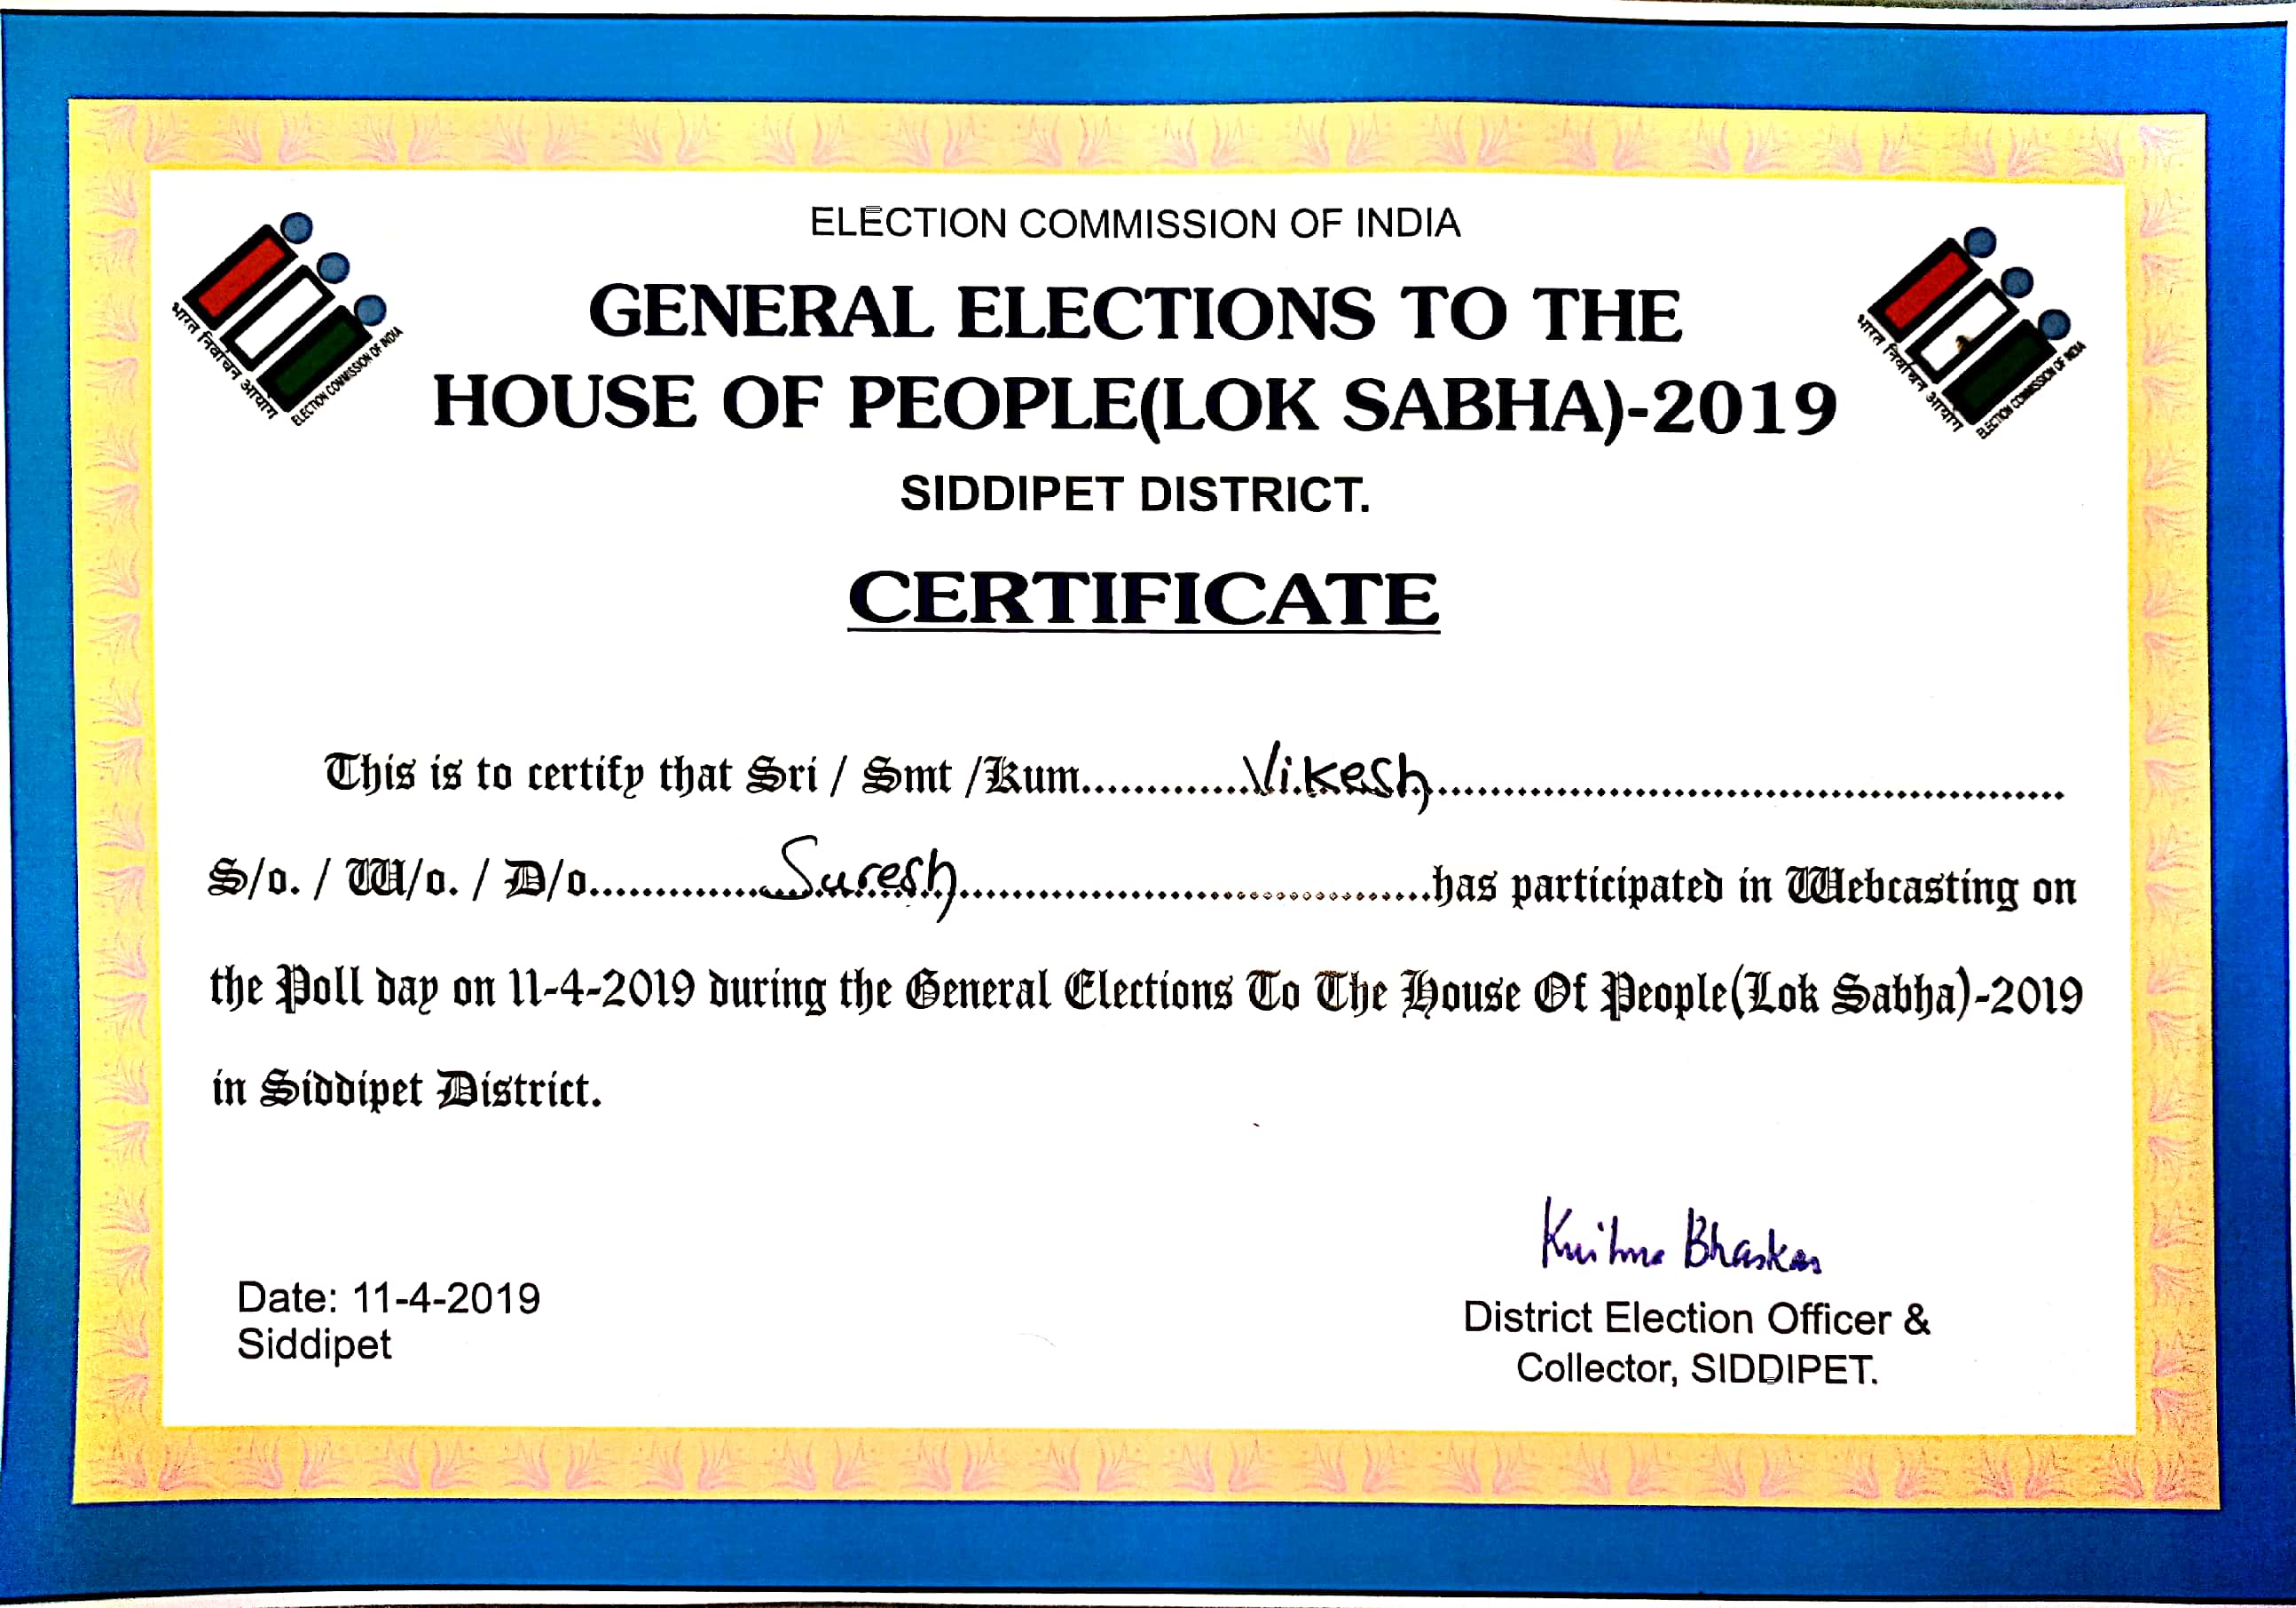 ELECTION COMMISSION OF INDIA
GENERAL ELECTIONS TO THE
HOUSE OF PEOPLE(LOK SABHA)-2019
भारत निर्वाचन आयोग
ELECTION COMMISSION OF INDIA
भारत निर्वाचन आयोग
ELECTION COMMISSION OF INDIA
SIDDIPET DISTRICT.
CERTIFICATE
This is to certify that Sri / Smt /Kum.............Vikesh................................................
S/o. / W/o. / D/o..............Suresh.....................................has participated in Webcasting on
the Poll day on 11-4-2019 during the General Elections To The House Of People(Lok Sabha)-2019
in Siddipet District.
Bhaskar
Date: 11-4-2019
Siddipet
District Election Officer &
Collector, SIDDIPET.